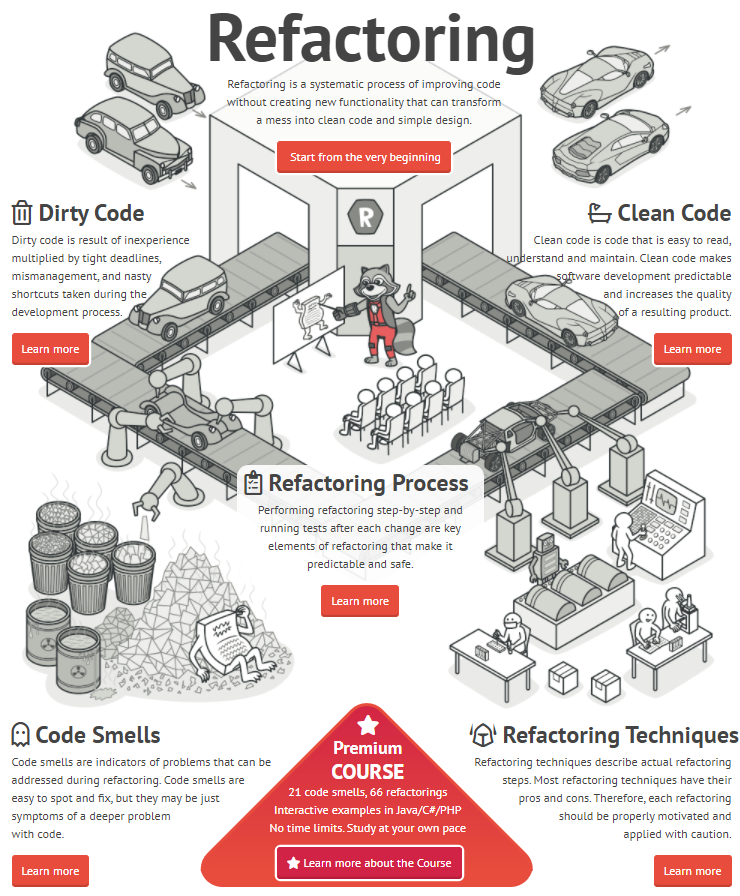 Refactoring
Refactoring is a systematic process of improving code
without creating new functionality that can transform
a mess into clean code and simple design.
Start from the very beginning
R
Dirty Code
Dirty code is result of inexperience
multiplied by tight deadlines,
mismanagement, and nasty
shortcuts taken during the
development process.
Learn more
Clean Code
Clean code is code that is easy to read,
understand and maintain. Clean code makes
software development predictable
and increases the quality
of a resulting product.
Learn more
Refactoring Process
Performing refactoring step-by-step and
running tests after each change are key
elements of refactoring that make it
predictable and safe.
Learn more
Code Smells
Code smells are indicators of problems that can be
addressed during refactoring. Code smells are
easy to spot and fix, but they may be just
symptoms of a deeper problem
with code.
Learn more
Premium
COURSE
21 code smells, 66 refactorings
Interactive examples in Java/C#/PHP
No time limits. Study at your own pace
Learn more about the Course
Refactoring Techniques
Refactoring techniques describe actual refactoring
steps. Most refactoring techniques have their
pros and cons. Therefore, each refactoring
should be properly motivated and
applied with caution.
Learn more